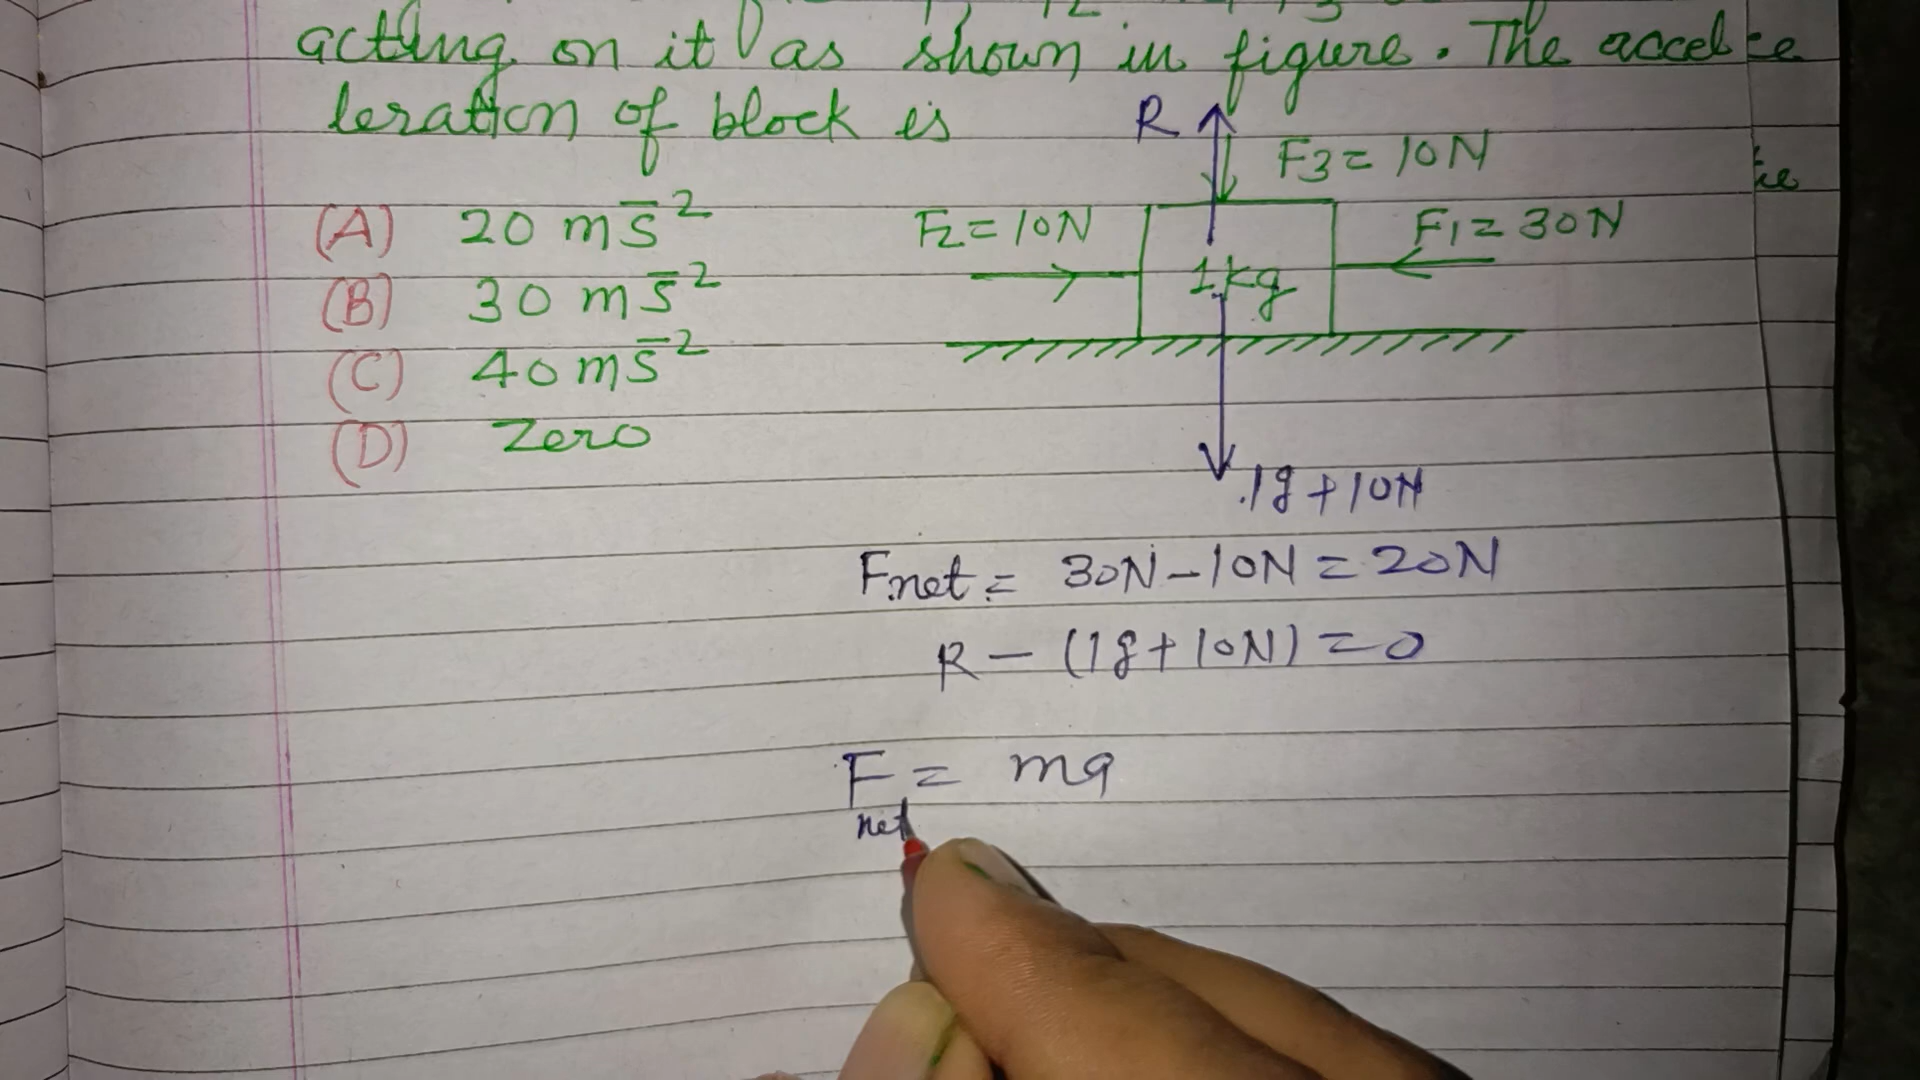 acting on it as shown in figure. The accele
leration of block is
R
F3 = 10N
(A) 20 ms̄²
F2 = 10N
F1 = 30N
(B) 30 ms̄²
1kg
(C) 40 ms̄²
(D) Zero
1g + 10N
Fnet = 30N - 10N = 20N
R - (1g + 10N) = 0
F = ma
net